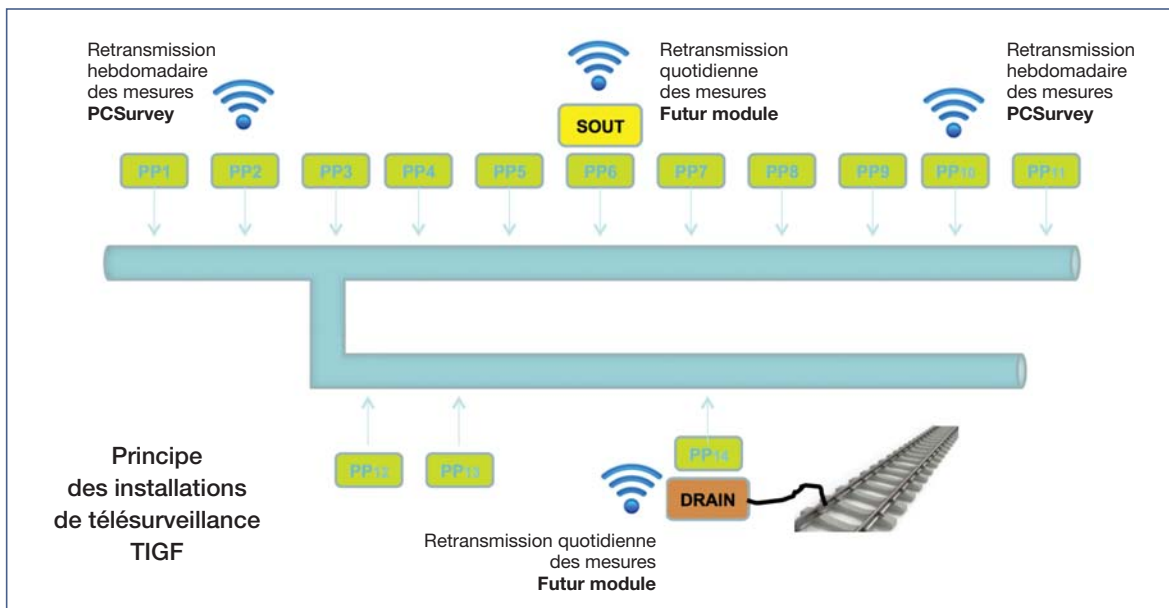 Retransmission
hebdomadaire
des mesures
PCSurvey
Retransmission
quotidienne
des mesures
Futur module
Retransmission
hebdomadaire
des mesures
PCSurvey
SOUT
PP1
PP2
PP3
PP4
PP5
PP6
PP7
PP8
PP9
PP10
PP11
PP12
PP13
PP14
DRAIN
Principe
des installations
de télésurveillance
TIGF
Retransmission quotidienne
des mesures
Futur module